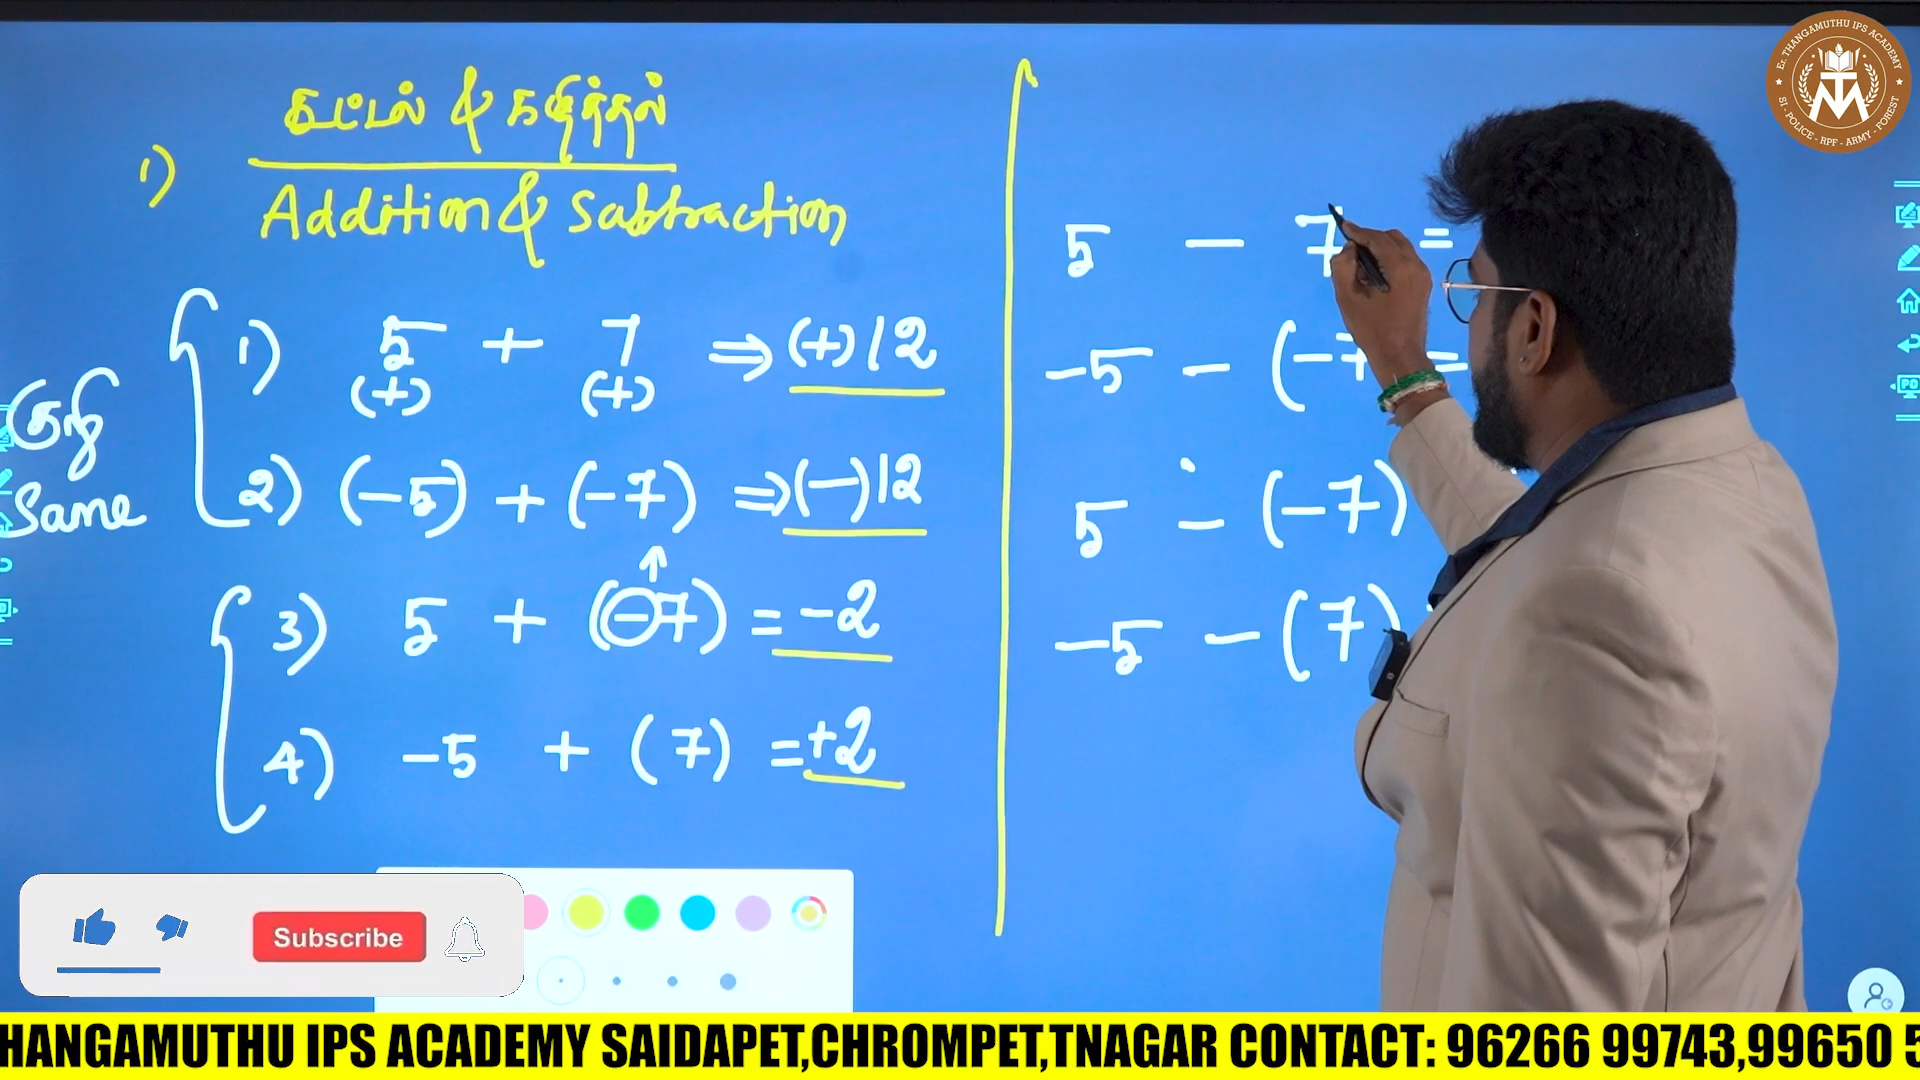 கூட்டல் & கழித்தல்
1)
Addition & Subtraction
1) 5 + 7 ⇒ (+) 12
(+) (+)
குறி
Same
2) (-5) + (-7) ⇒ (-) 12
3) 5 + (-7) = -2
4) -5 + (7) = +2
5 - 7 =
-5 - (-7 =
5 - (-7)
-5 - (7)
Er. THANGAMUTHU IPS ACADEMY
SI - POLICE - RPF - ARMY - FOREST
Subscribe
HANGAMUTHU IPS ACADEMY SAIDAPET,CHROMPET,TNAGAR CONTACT: 96266 99743,99650 5